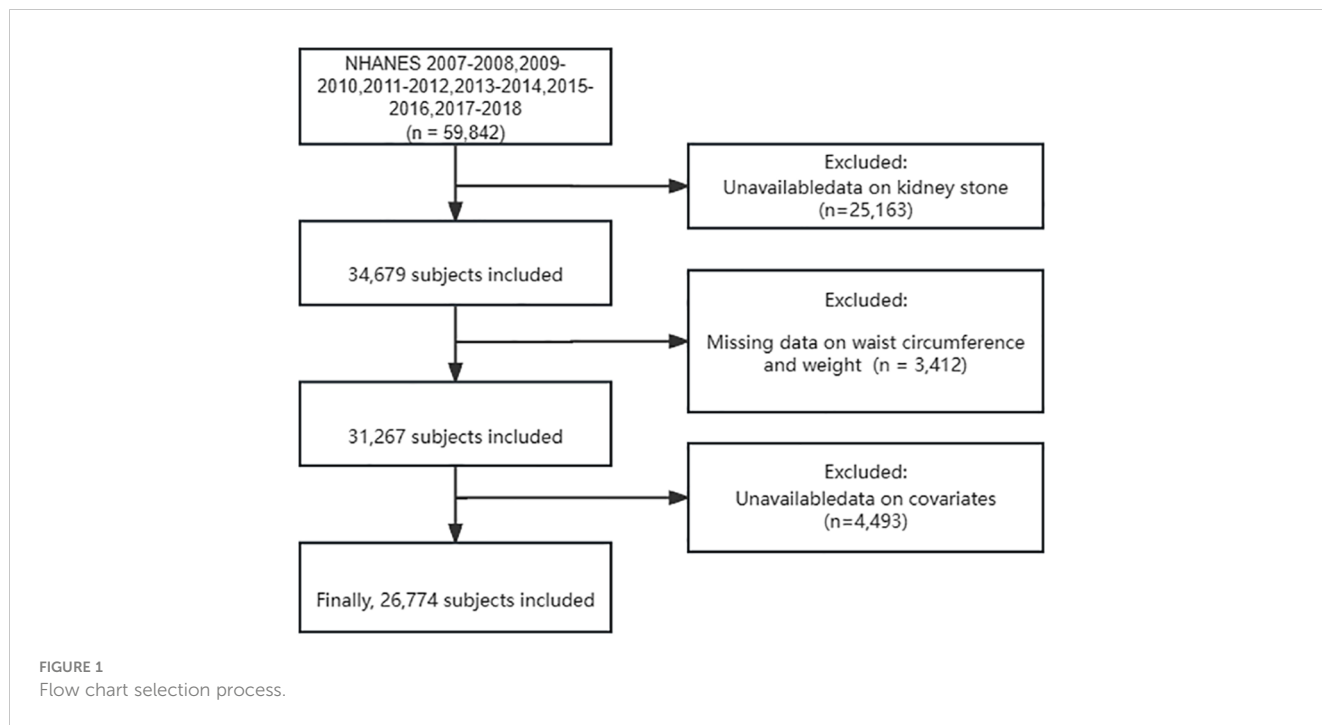 NHANES 2007-2008,2009-
2010,2011-2012,2013-2014,2015-
2016,2017-2018
(n = 59,842)
Excluded:
Unavailabledata on kidney stone
(n=25,163)
34,679 subjects included
Excluded:
Missing data on waist circumference
and weight (n = 3,412)
31,267 subjects included
Excluded:
Unavailabledata on covariates
(n=4,493)
Finally, 26,774 subjects included
FIGURE 1
Flow chart selection process.